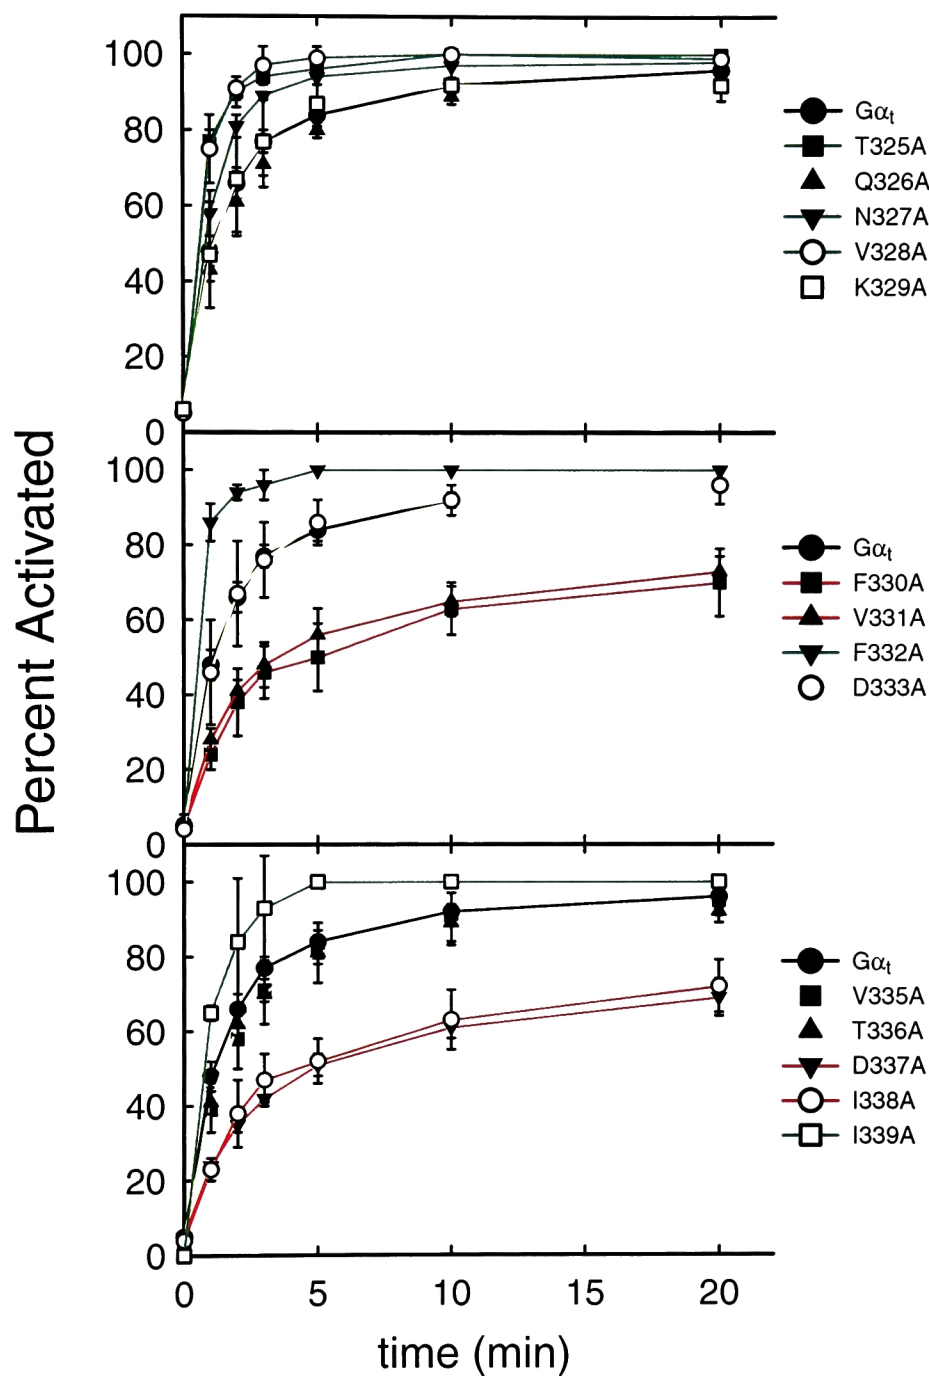 Percent Activated
100
80
60
40
20
0
Gαt
T325A
Q326A
N327A
V328A
K329A
100
80
60
40
20
0
Gαt
F330A
V331A
F332A
D333A
100
80
60
40
20
0
Gαt
V335A
T336A
D337A
I338A
I339A
0 5 10 15 20
time (min)